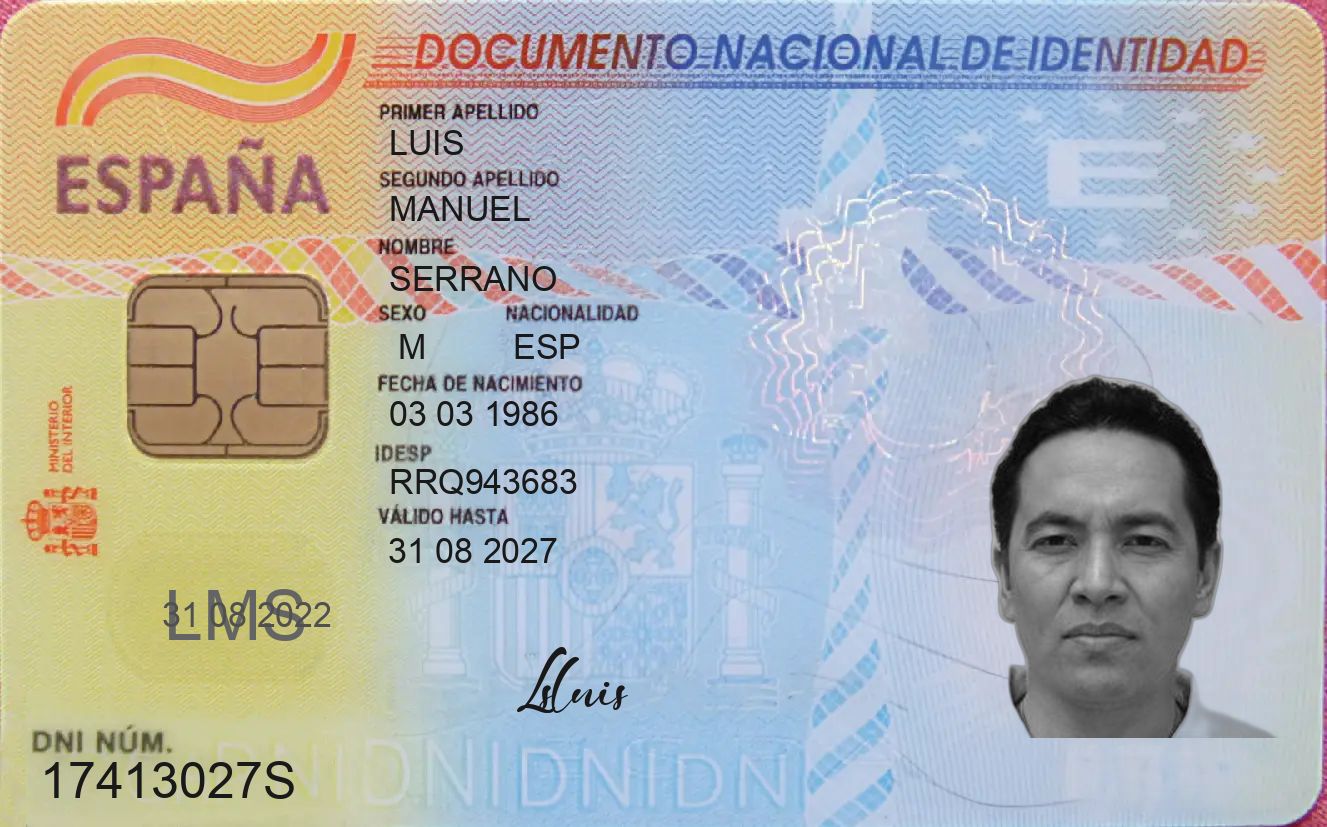 DOCUMENTO NACIONAL DE IDENTIDAD
ESPAÑA
PRIMER APELLIDO
LUIS
SEGUNDO APELLIDO
MANUEL
NOMBRE
SERRANO
SEXO NACIONALIDAD
M ESP
FECHA DE NACIMIENTO
03 03 1986
IDESP
RRQ943683
VÁLIDO HASTA
31 08 2027
MINISTERIO
DEL INTERIOR
31 08 2022
LMS
LsLuis
DNI NÚM.
17413027S
DNIDNIDNIDNI
E